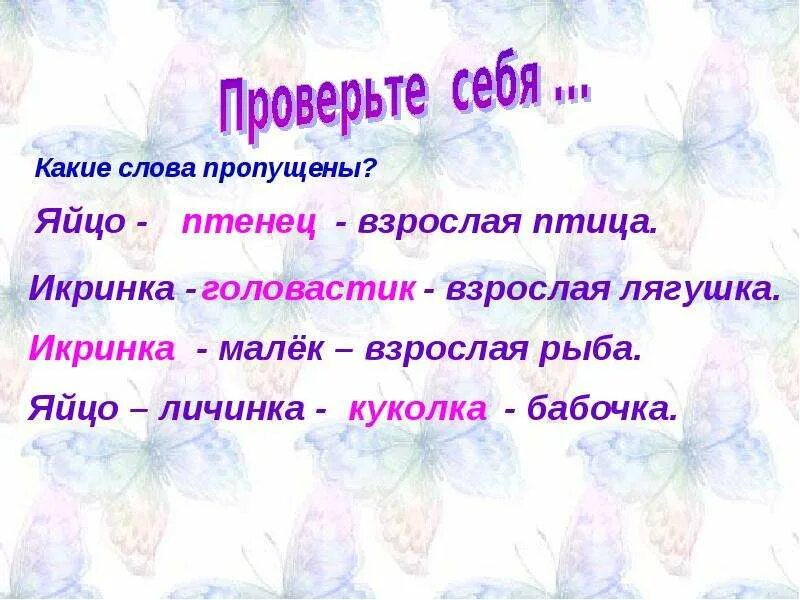 Проверьте себя ...
Какие слова пропущены?
Яйцо - птенец - взрослая птица.
Икринка - головастик - взрослая лягушка.
Икринка - малёк – взрослая рыба.
Яйцо – личинка - куколка - бабочка.